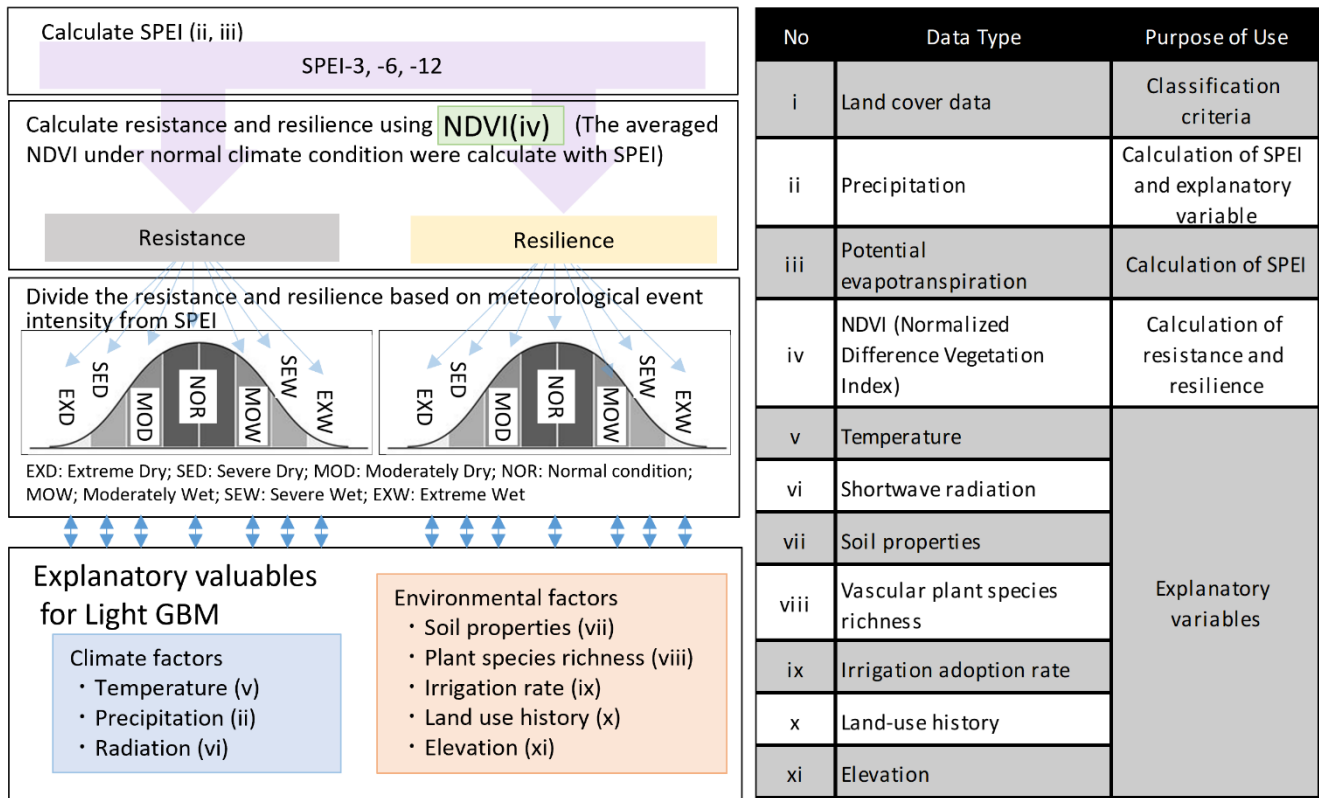 Calculate SPEI (ii, iii)
SPEI-3, -6, -12
Calculate resistance and resilience using NDVI(iv) (The averaged
NDVI under normal climate condition were calculate with SPEI)
Resistance
Resilience
Divide the resistance and resilience based on meteorological event
intensity from SPEI
EXD
SED
MOD
NOR
MOW
SEW
EXW
EXD
SED
MOD
NOR
MOW
SEW
EXW
EXD: Extreme Dry; SED: Severe Dry; MOD: Moderately Dry; NOR: Normal condition;
MOW; Moderately Wet; SEW: Severe Wet; EXW: Extreme Wet
Explanatory valuables
for Light GBM
Climate factors
・Temperature (v)
・Precipitation (ii)
・Radiation (vi)
Environmental factors
・Soil properties (vii)
・Plant species richness (viii)
・Irrigation rate (ix)
・Land use history (x)
・Elevation (xi)
No Data Type Purpose of Use
i Land cover data Classification
criteria
ii Precipitation Calculation of SPEI
and explanatory
variable
iii Potential
evapotranspiration Calculation of SPEI
iv NDVI (Normalized
Difference Vegetation
Index) Calculation of
resistance and
resilience
v Temperature
vi Shortwave radiation
vii Soil properties
viii Vascular plant species
richness
Explanatory
variables
ix Irrigation adoption rate
x Land-use history
xi Elevation